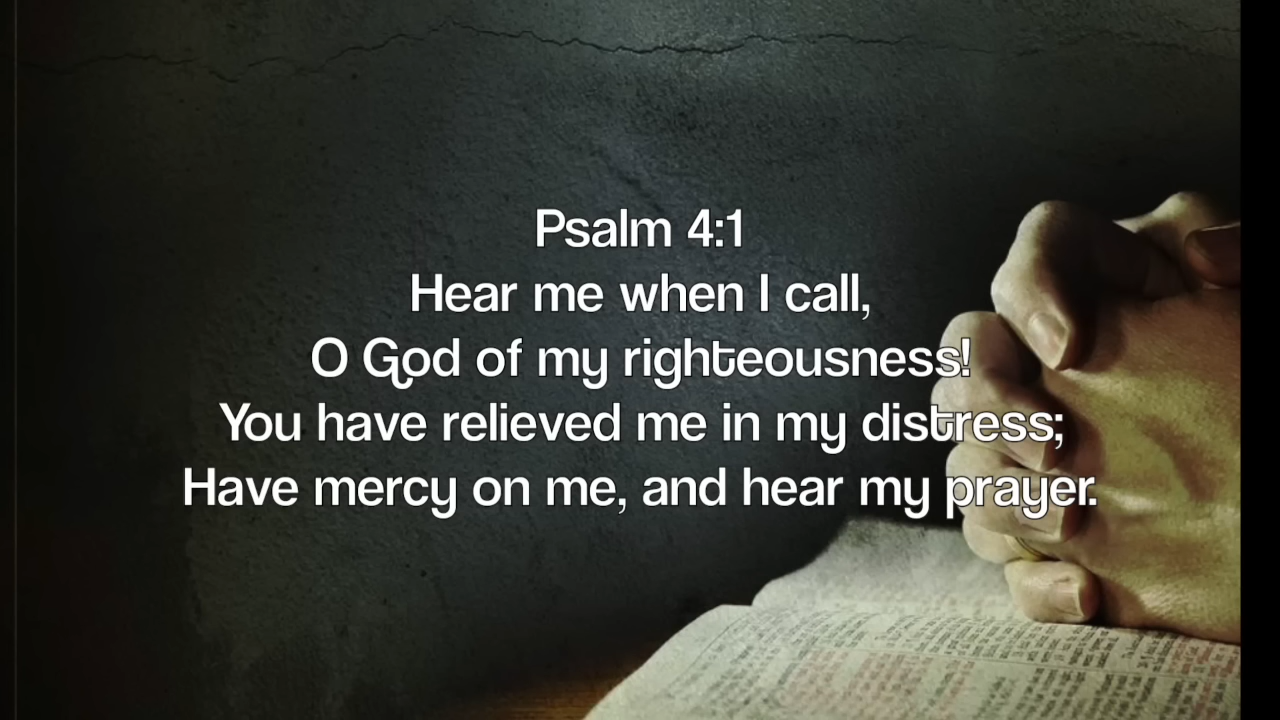 Psalm 4:1
Hear me when I call,
O God of my righteousness!
You have relieved me in my distress;
Have mercy on me, and hear my prayer.